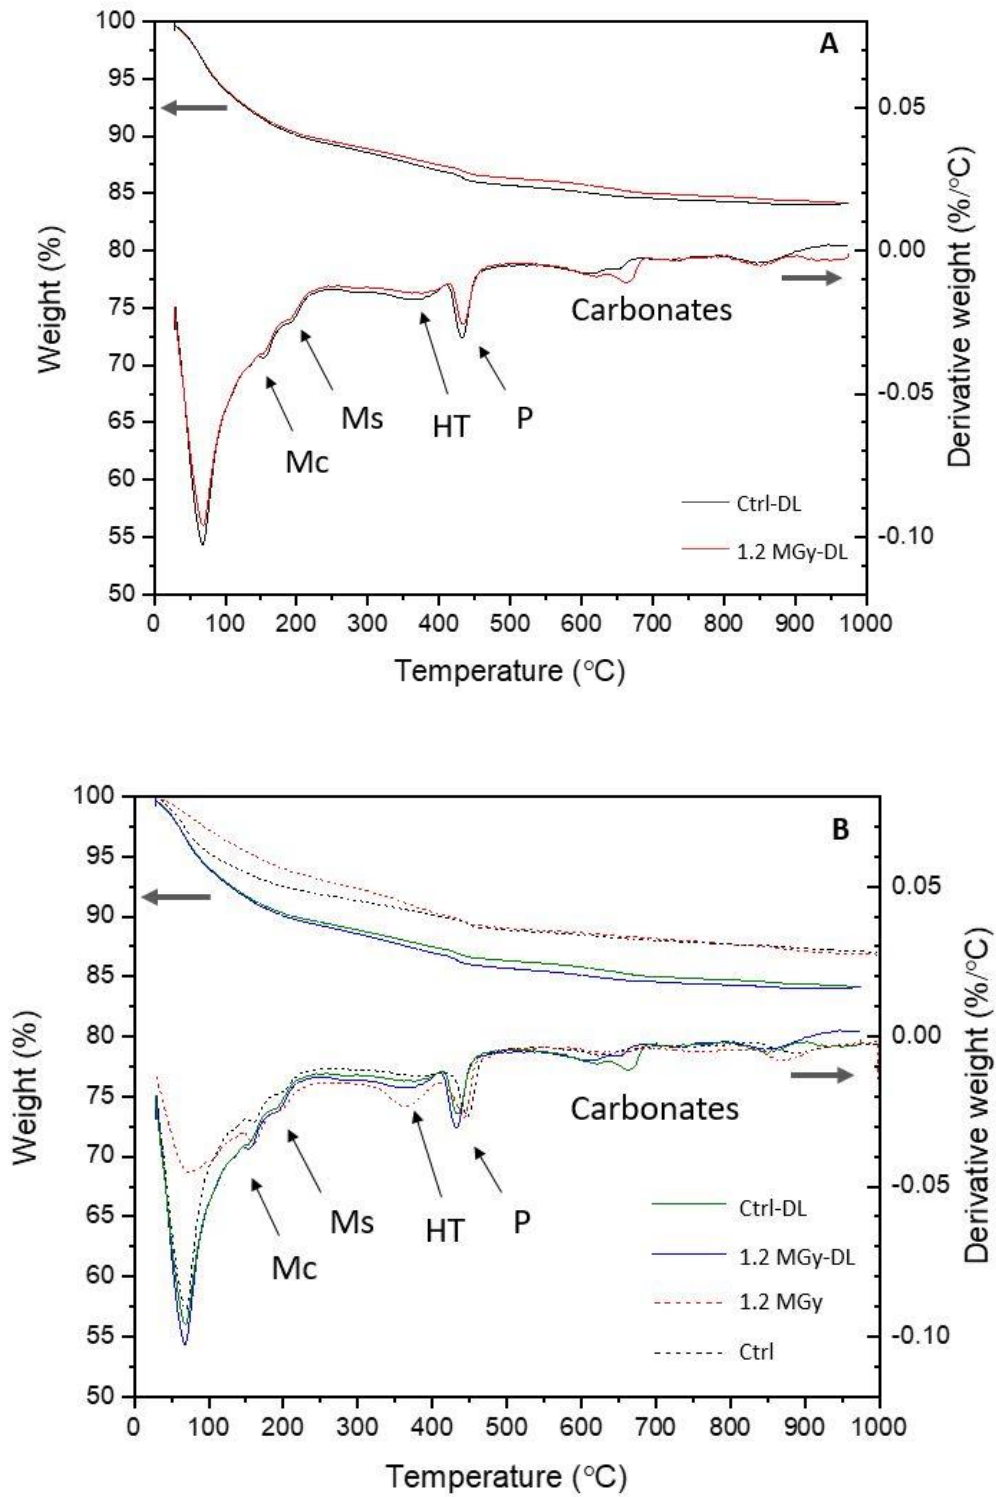 A
100
95
90
85
80
75
70
65
60
55
50
Weight (%)
0.05
0.00
-0.05
-0.10
Derivative weight (%/°C)
Carbonates
Mc
Ms
HT
P
Ctrl-DL
1.2 MGy-DL
0 100 200 300 400 500 600 700 800 900 1000
Temperature (°C)
B
100
95
90
85
80
75
70
65
60
55
50
Weight (%)
0.05
0.00
-0.05
-0.10
Derivative weight (%/°C)
Carbonates
Mc
Ms
HT
P
Ctrl-DL
1.2 MGy-DL
1.2 MGy
Ctrl
0 100 200 300 400 500 600 700 800 900 1000
Temperature (°C)